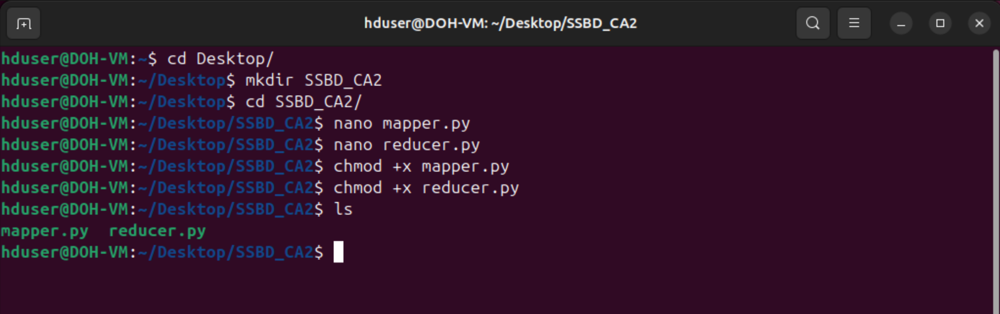 hduser@DOH-VM: ~/Desktop/SSBD_CA2
hduser@DOH-VM:~$ cd Desktop/
hduser@DOH-VM:~/Desktop$ mkdir SSBD_CA2
hduser@DOH-VM:~/Desktop$ cd SSBD_CA2/
hduser@DOH-VM:~/Desktop/SSBD_CA2$ nano mapper.py
hduser@DOH-VM:~/Desktop/SSBD_CA2$ nano reducer.py
hduser@DOH-VM:~/Desktop/SSBD_CA2$ chmod +x mapper.py
hduser@DOH-VM:~/Desktop/SSBD_CA2$ chmod +x reducer.py
hduser@DOH-VM:~/Desktop/SSBD_CA2$ ls
mapper.py  reducer.py
hduser@DOH-VM:~/Desktop/SSBD_CA2$